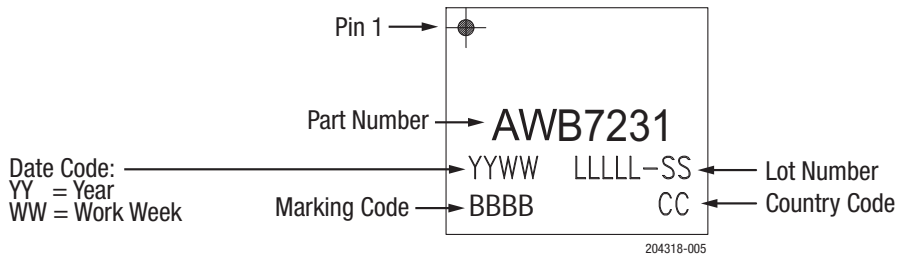 Pin 1
Part Number
AWB7231
Date Code:
YY = Year
WW = Work Week
YYWW LLLLL-SS
Lot Number
Marking Code
BBBB CC
Country Code
204318-005